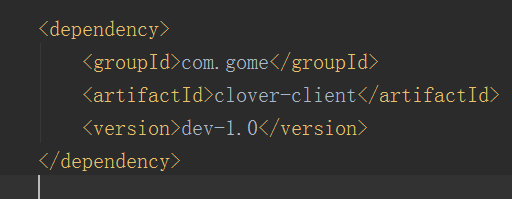 <dependency>
<groupId>com.gome</groupId>
<artifactId>clover-client</artifactId>
<version>dev-1.0</version>
</dependency>